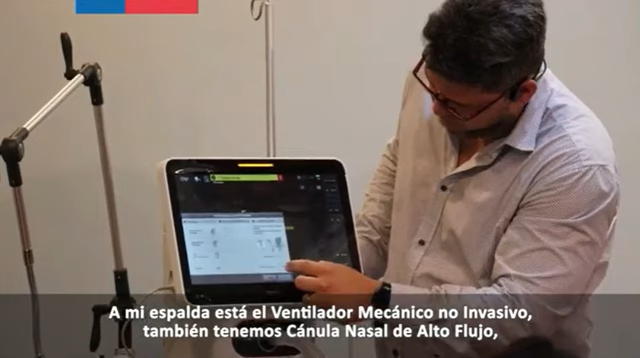 A mi espalda está el Ventilador Mecánico no Invasivo,
también tenemos Cánula Nasal de Alto Flujo,